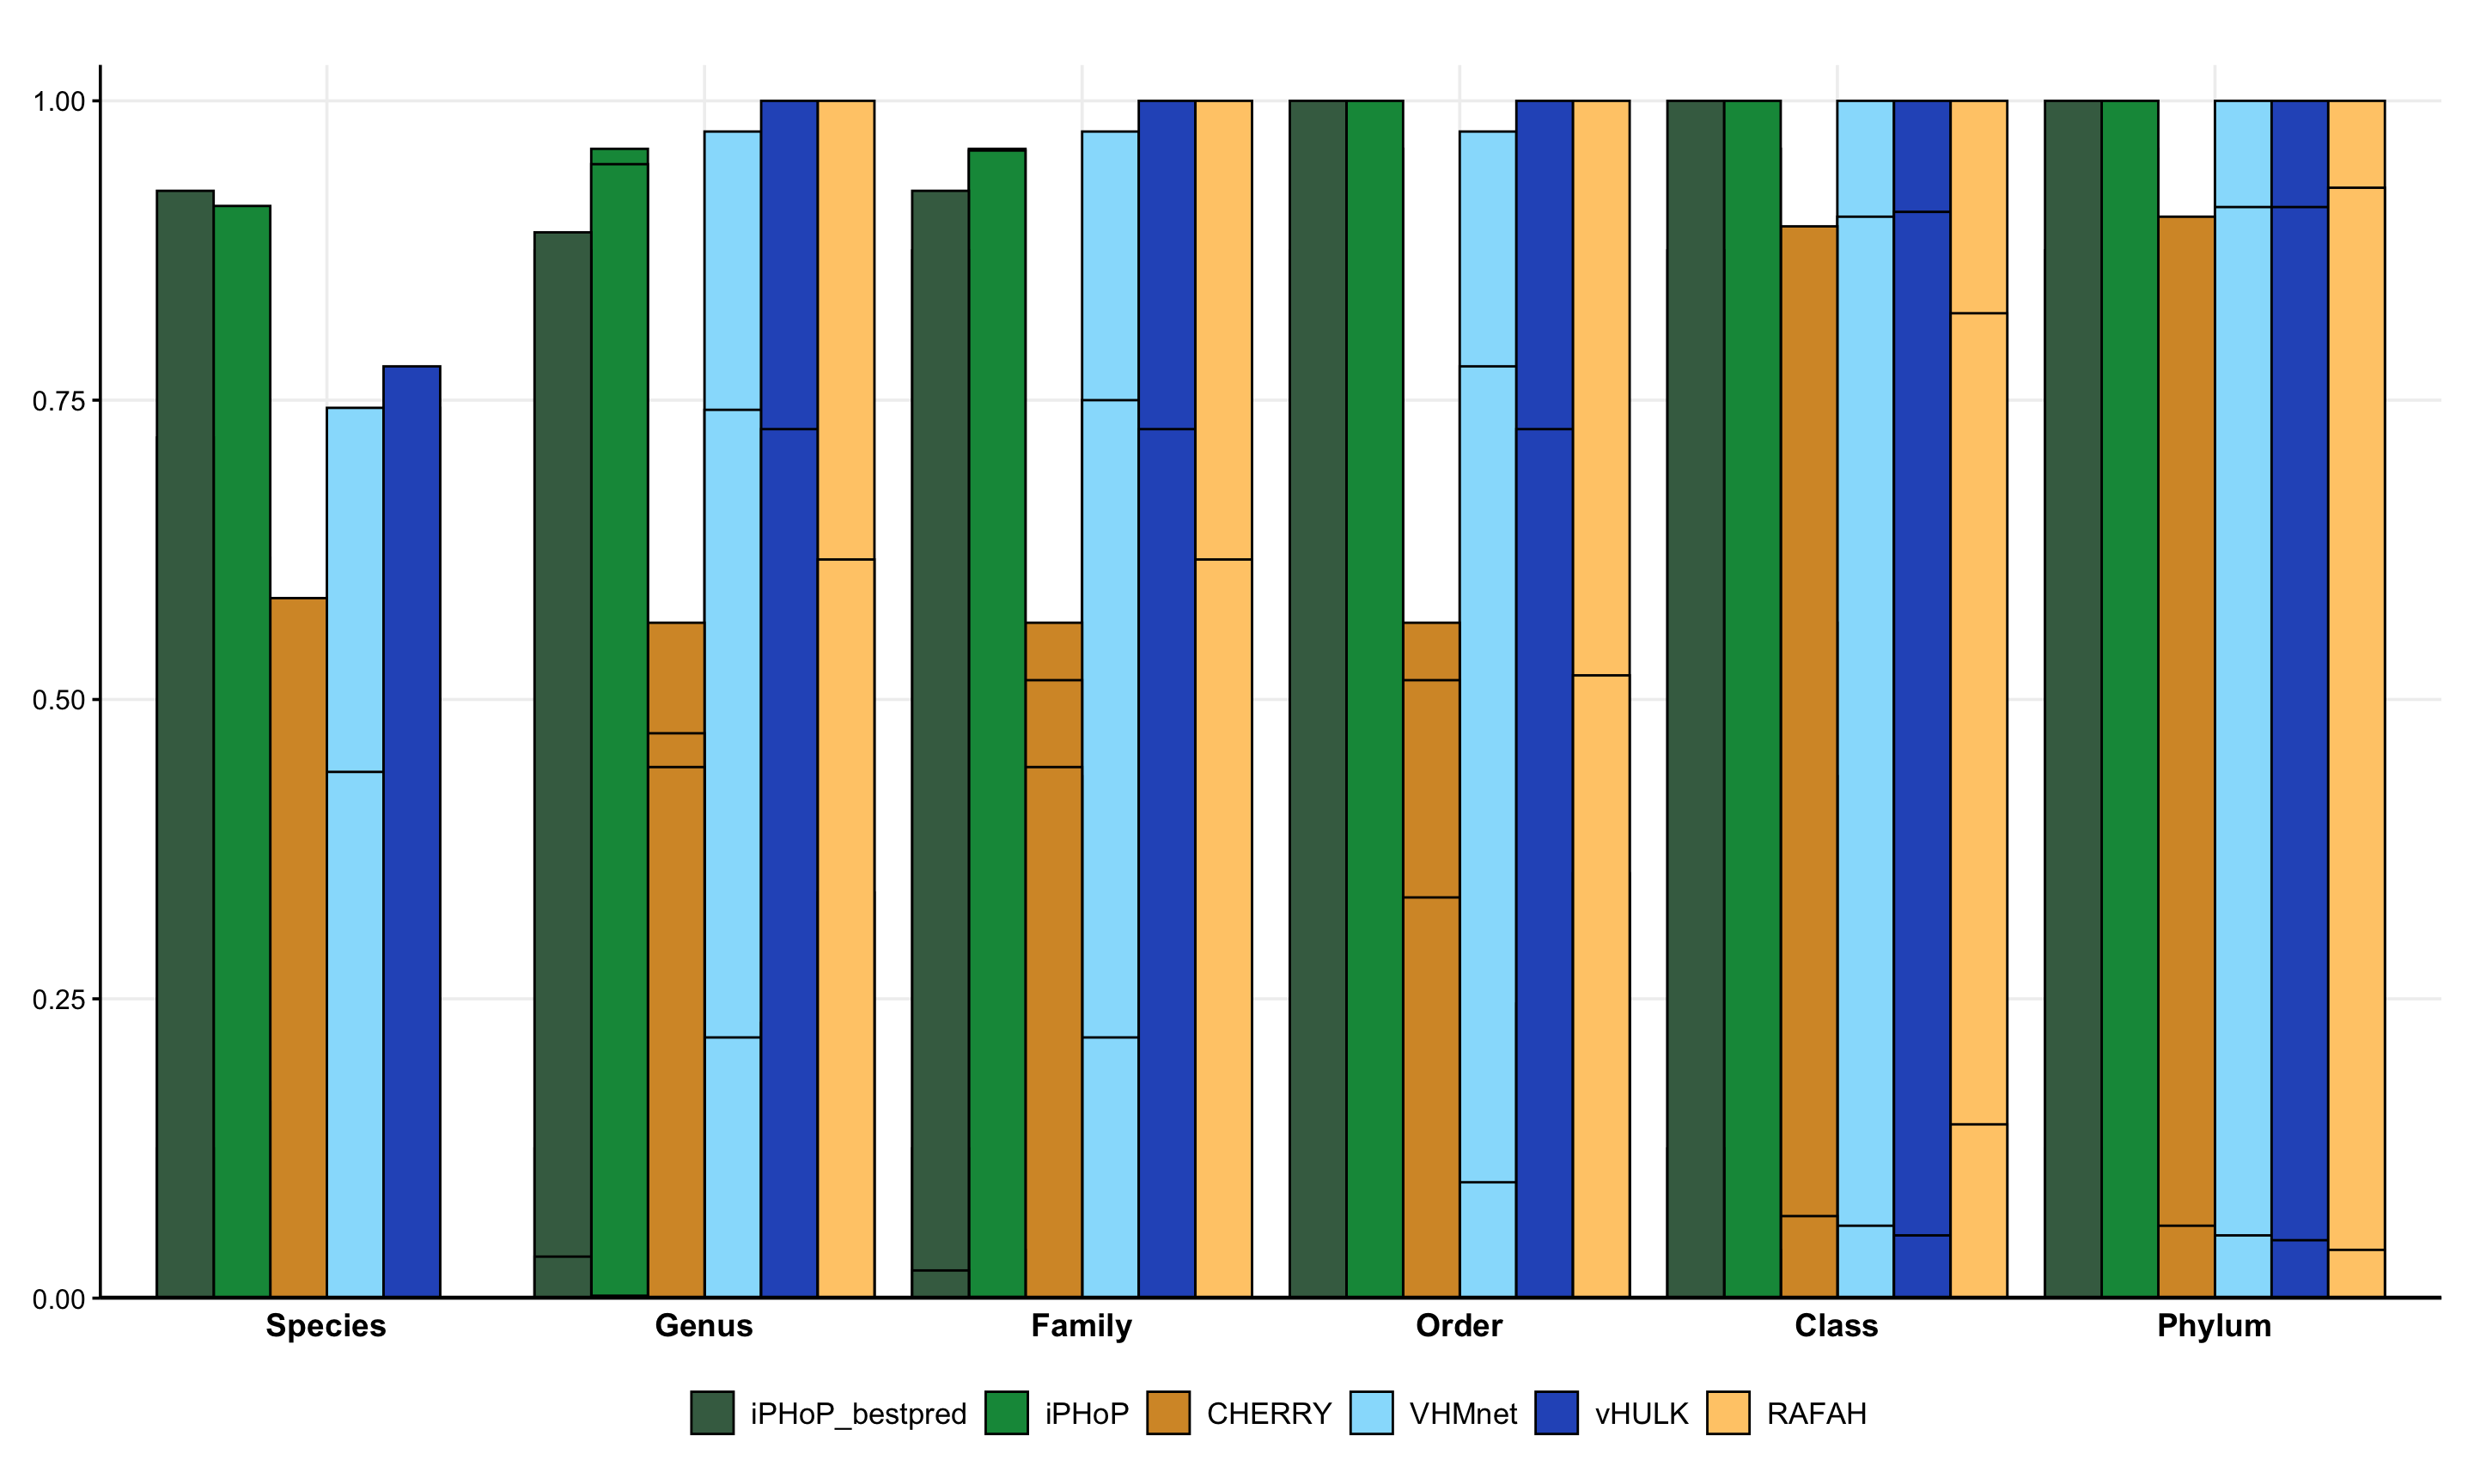 1.00
0.75
0.50
0.25
0.00
Species Genus Family Order Class Phylum
iPHoP_bestpred iPHoP CHERRY VHMnet vHULK RAFAH